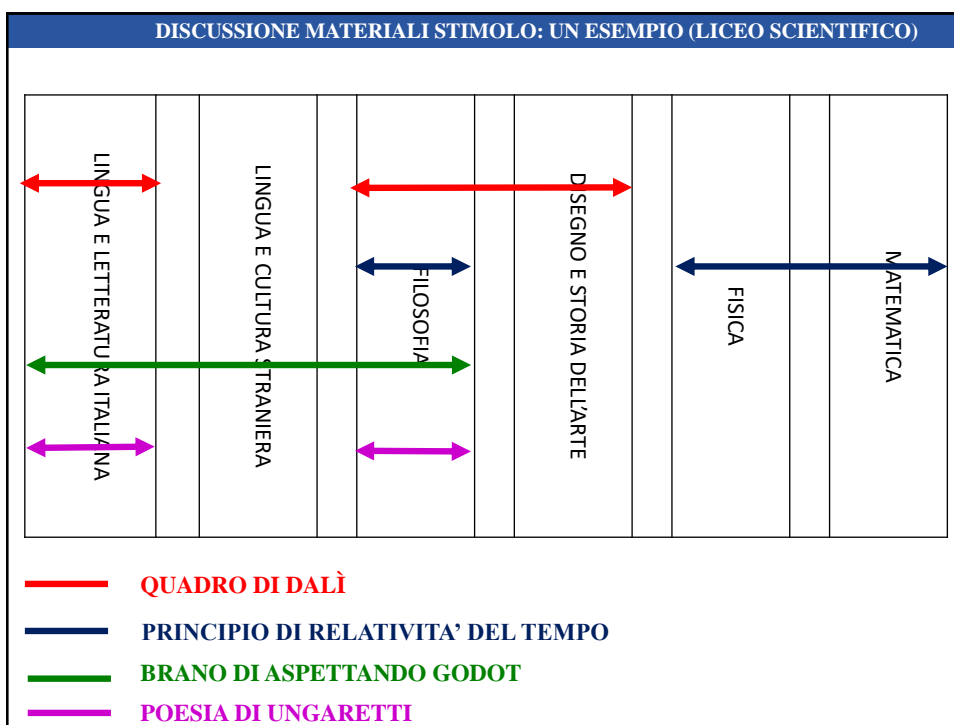 DISCUSSIONE MATERIALI STIMOLO: UN ESEMPIO (LICEO SCIENTIFICO)
LINGUA E LETTERATURA ITALIANA
LINGUA E CULTURA STRANIERA
FILOSOFIA
DISEGNO E STORIA DELL'ARTE
FISICA
MATEMATICA
QUADRO DI DALÌ
PRINCIPIO DI RELATIVITA' DEL TEMPO
BRANO DI ASPETTANDO GODOT
POESIA DI UNGARETTI